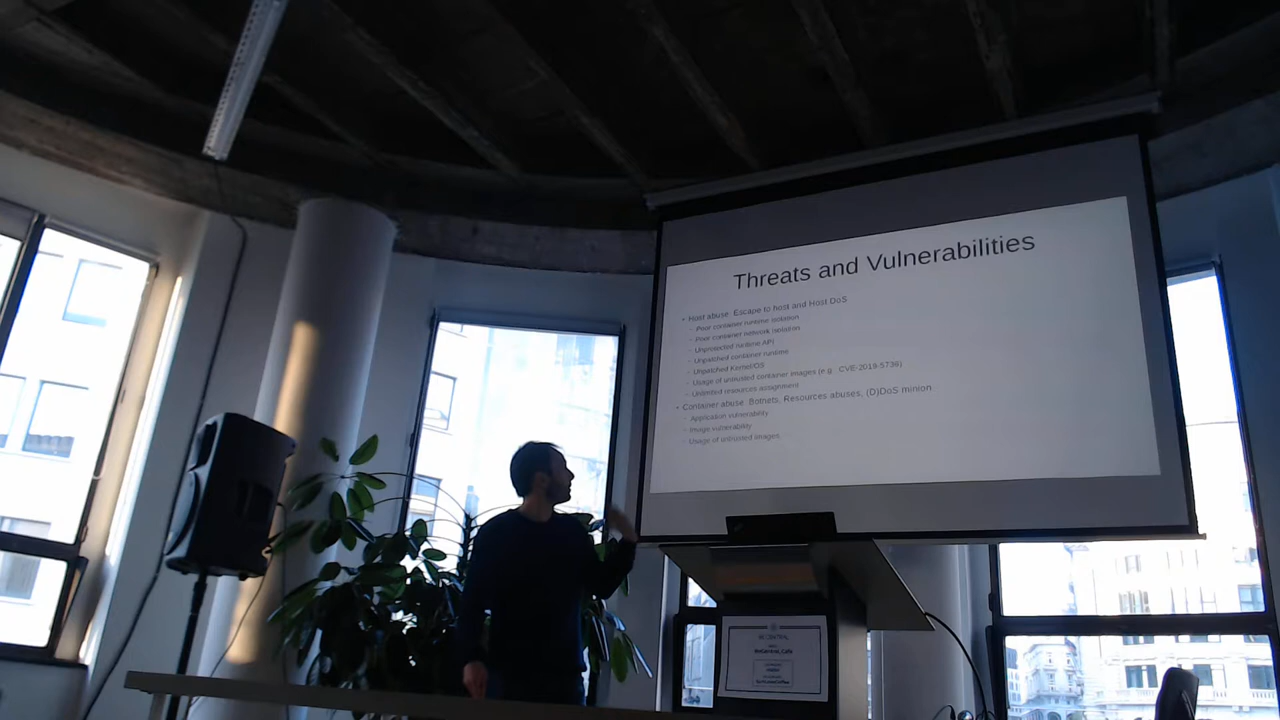 Threats and Vulnerabilities
• Host abuse: Escape to host and Host DoS
– Poor container runtime isolation
– Poor container network isolation
– Unprotected runtime API
– Unpatched container runtime
– Unpatched Kernel/OS
– Usage of untrusted container images (e.g. CVE-2019-5736)
– Unlimited resources assignment
• Container abuse: Botnets, Resources abuses, (D)DoS minion
– Application vulnerability
– Image vulnerability
– Usage of untrusted images
BECENTRAL
BeCentral_Cafe